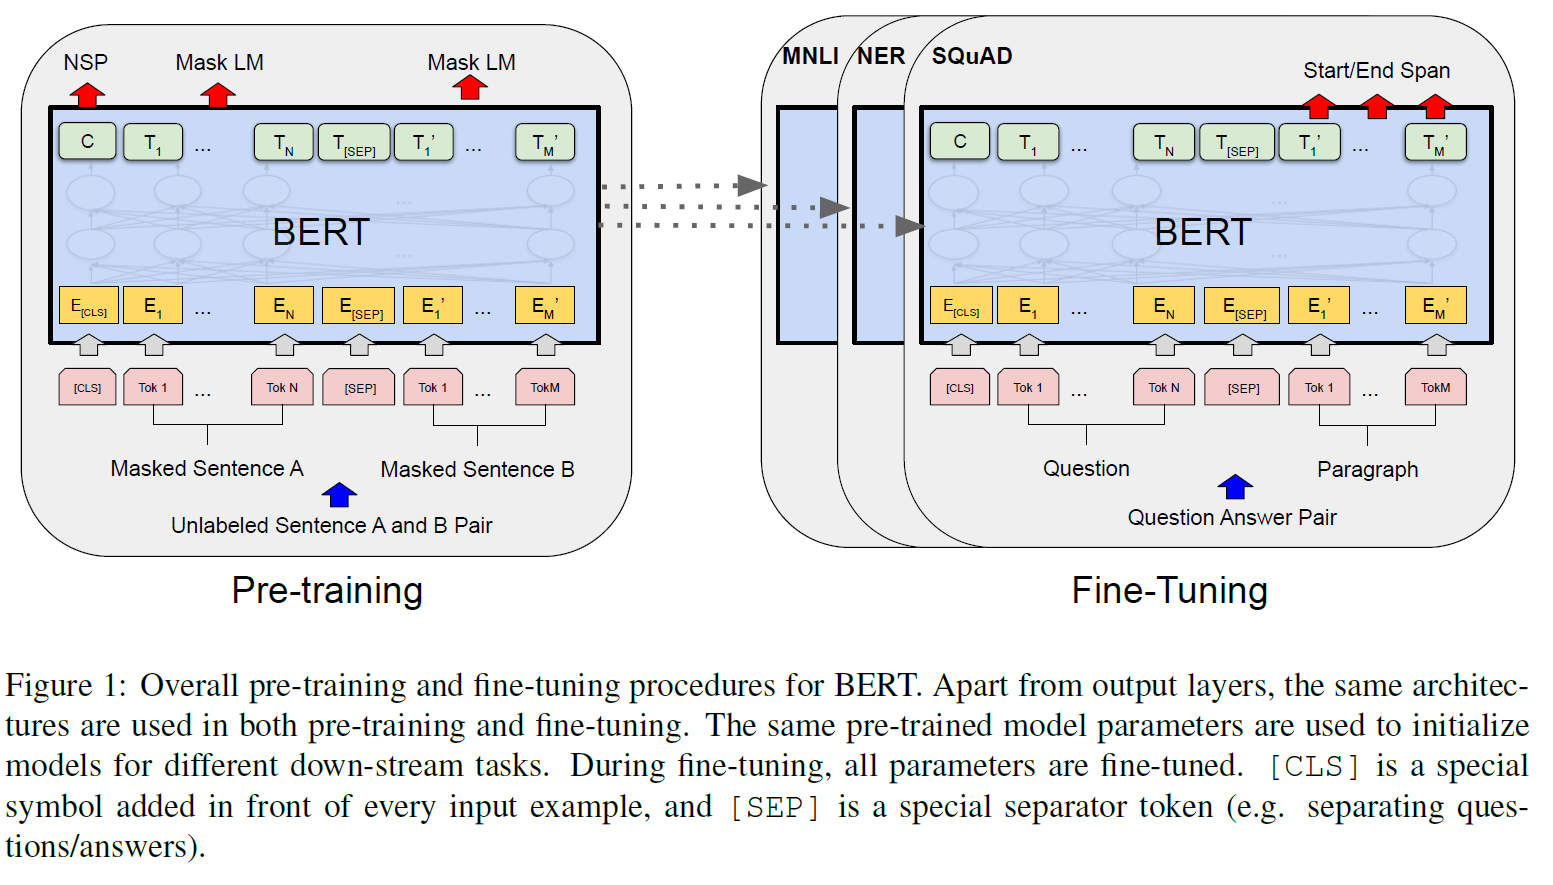 NSP Mask LM Mask LM
C T1 ... TN T[SEP] T1’ ... TM’
BERT
E[CLS] E1 ... EN E[SEP] E1’ ... EM’
[CLS] Tok 1 ... Tok N [SEP] Tok 1 ... TokM
Masked Sentence A Masked Sentence B
Unlabeled Sentence A and B Pair
Pre-training
MNLI NER SQuAD
Start/End Span
C T1 ... TN T[SEP] T1’ ... TM’
BERT
E[CLS] E1 ... EN E[SEP] E1’ ... EM’
[CLS] Tok 1 ... Tok N [SEP] Tok 1 ... TokM
Question Paragraph
Question Answer Pair
Fine-Tuning
Figure 1: Overall pre-training and fine-tuning procedures for BERT. Apart from output layers, the same architec-
tures are used in both pre-training and fine-tuning. The same pre-trained model parameters are used to initialize
models for different down-stream tasks. During fine-tuning, all parameters are fine-tuned. [CLS] is a special
symbol added in front of every input example, and [SEP] is a special separator token (e.g. separating ques-
tions/answers).